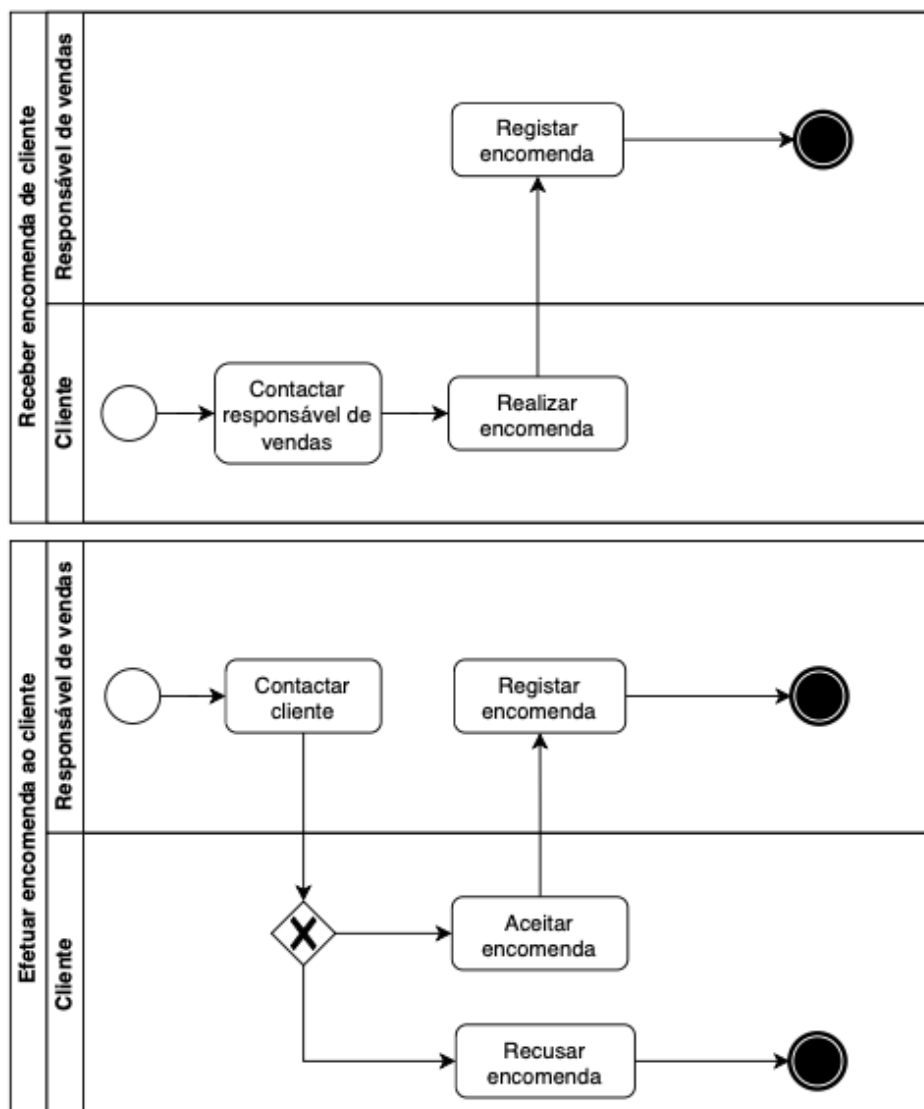 Receber encomenda de cliente
Responsável de vendas
Registar
encomenda
Cliente
Contactar
responsável de
vendas
Realizar
encomenda
Efetuar encomenda ao cliente
Responsável de vendas
Contactar
cliente
Registar
encomenda
Cliente
Aceitar
encomenda
Recusar
encomenda